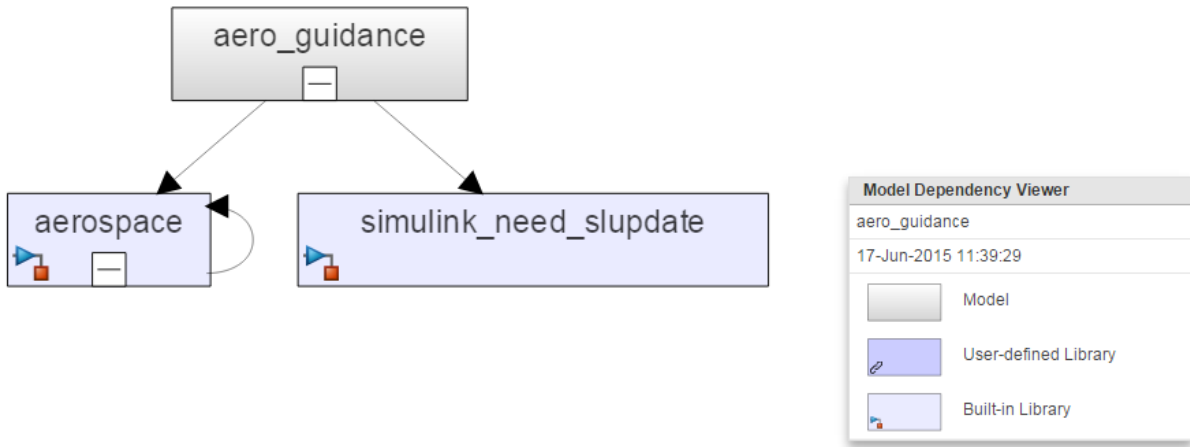 aero_guidance
aerospace
simulink_need_slupdate
Model Dependency Viewer
aero_guidance
17-Jun-2015 11:39:29
Model
User-defined Library
Built-in Library